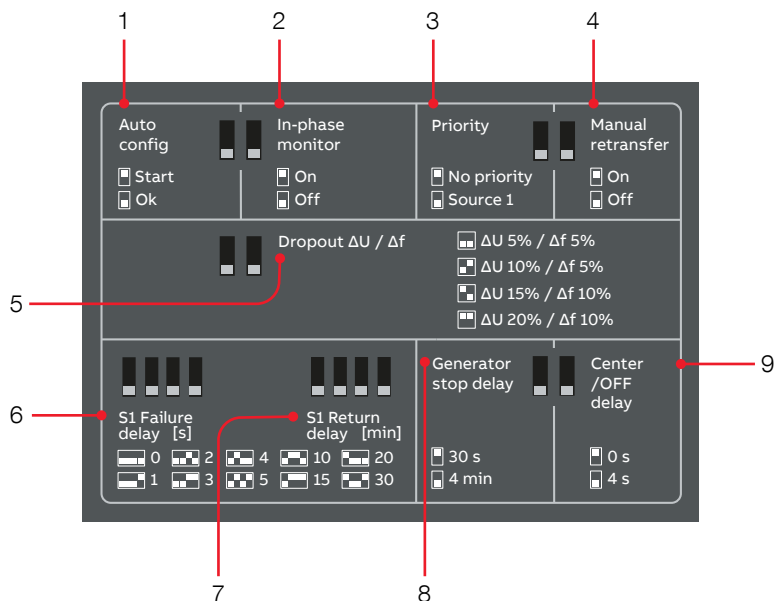 1 2 3 4
Auto config
In-phase monitor
Priority
Manual retransfer
Start
Ok
On
Off
No priority
Source 1
On
Off
Dropout ΔU / Δf
ΔU 5% / Δf 5%
ΔU 10% / Δf 5%
ΔU 15% / Δf 10%
ΔU 20% / Δf 10%
5
Generator stop delay
Center /OFF delay
9
6
S1 Failure delay [s]
S1 Return delay [min]
0 2 4 10 20
1 3 5 15 30
30 s
4 min
0 s
4 s
7 8